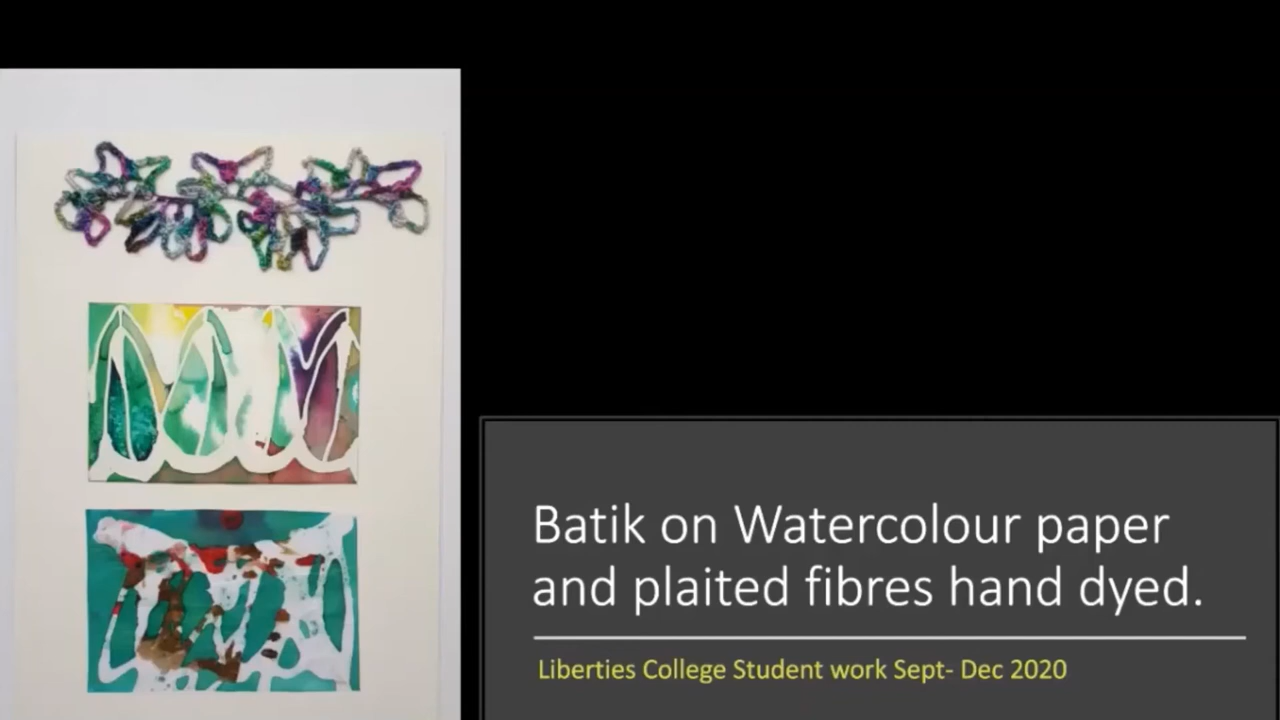 Batik on Watercolour paper
and plaited fibres hand dyed.
Liberties College Student work Sept- Dec 2020